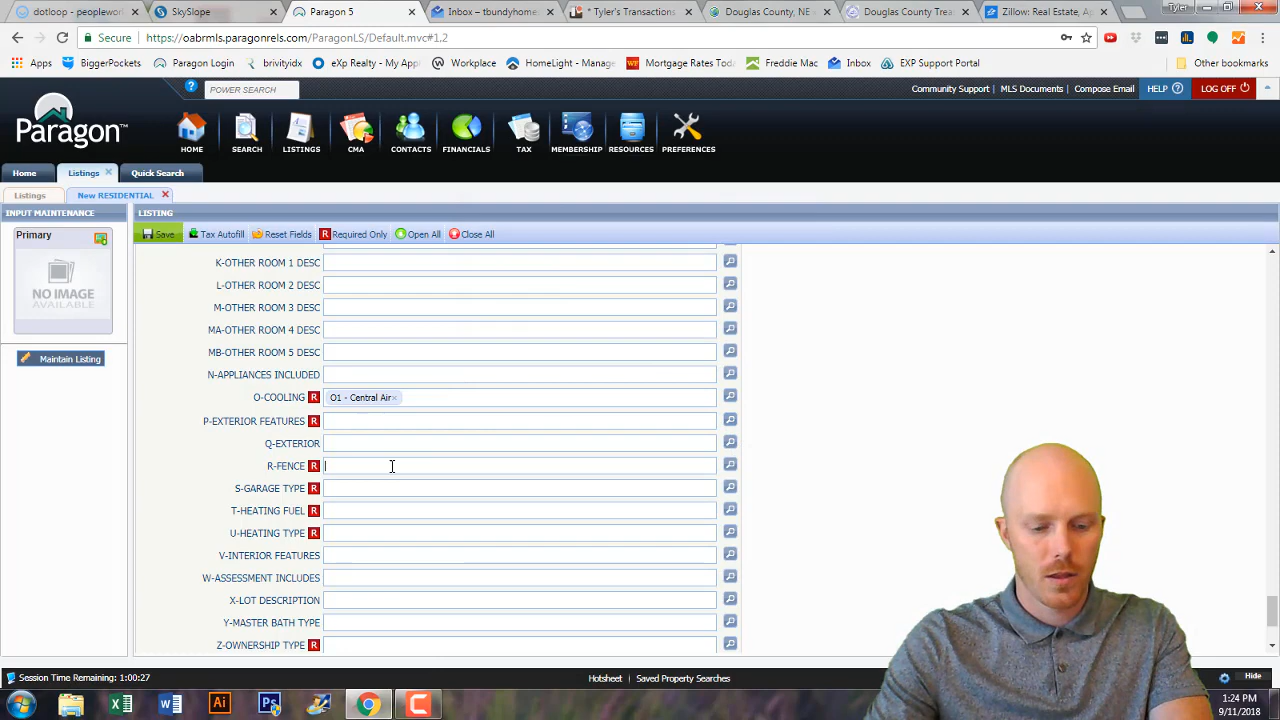 dotloop: peoplework
SkySlope
Paragon 5
Inbox – tbundyhome
* Tyler's Transactions
Douglas County, NE -
Douglas County Trea
Zillow: Real Estate, A
Tyler
Secure
https://oabrmls.paragonrels.com/ParagonLS/Default.mvc#1.2
Apps
BiggerPockets
Paragon Login
brivityidx
eXp Realty - My App
Workplace
HomeLight - Manage
Mortgage Rates Tod
Freddie Mac
Inbox
EXP Support Portal
Other bookmarks
POWER SEARCH
Community Support
MLS Documents
Compose Email
HELP
LOG OFF
Paragon™
HOME
SEARCH
LISTINGS
CMA
CONTACTS
FINANCIALS
TAX
MEMBERSHIP
RESOURCES
PREFERENCES
Home
Listings
Quick Search
Listings
New RESIDENTIAL
INPUT MAINTENANCE
LISTING
Primary
Save
Tax Autofill
Reset Fields
R Required Only
Open All
Close All
NO IMAGE
AVAILABLE
Maintain Listing
K-OTHER ROOM 1 DESC
L-OTHER ROOM 2 DESC
M-OTHER ROOM 3 DESC
MA-OTHER ROOM 4 DESC
MB-OTHER ROOM 5 DESC
N-APPLIANCES INCLUDED
O-COOLING R O1 - Central Air×
P-EXTERIOR FEATURES R
Q-EXTERIOR
R-FENCE R
S-GARAGE TYPE R
T-HEATING FUEL R
U-HEATING TYPE R
V-INTERIOR FEATURES
W-ASSESSMENT INCLUDES
X-LOT DESCRIPTION
Y-MASTER BATH TYPE
Z-OWNERSHIP TYPE R
Session Time Remaining: 1:00:27
Hotsheet
Saved Property Searches
Hide
1:24 PM
9/11/2018